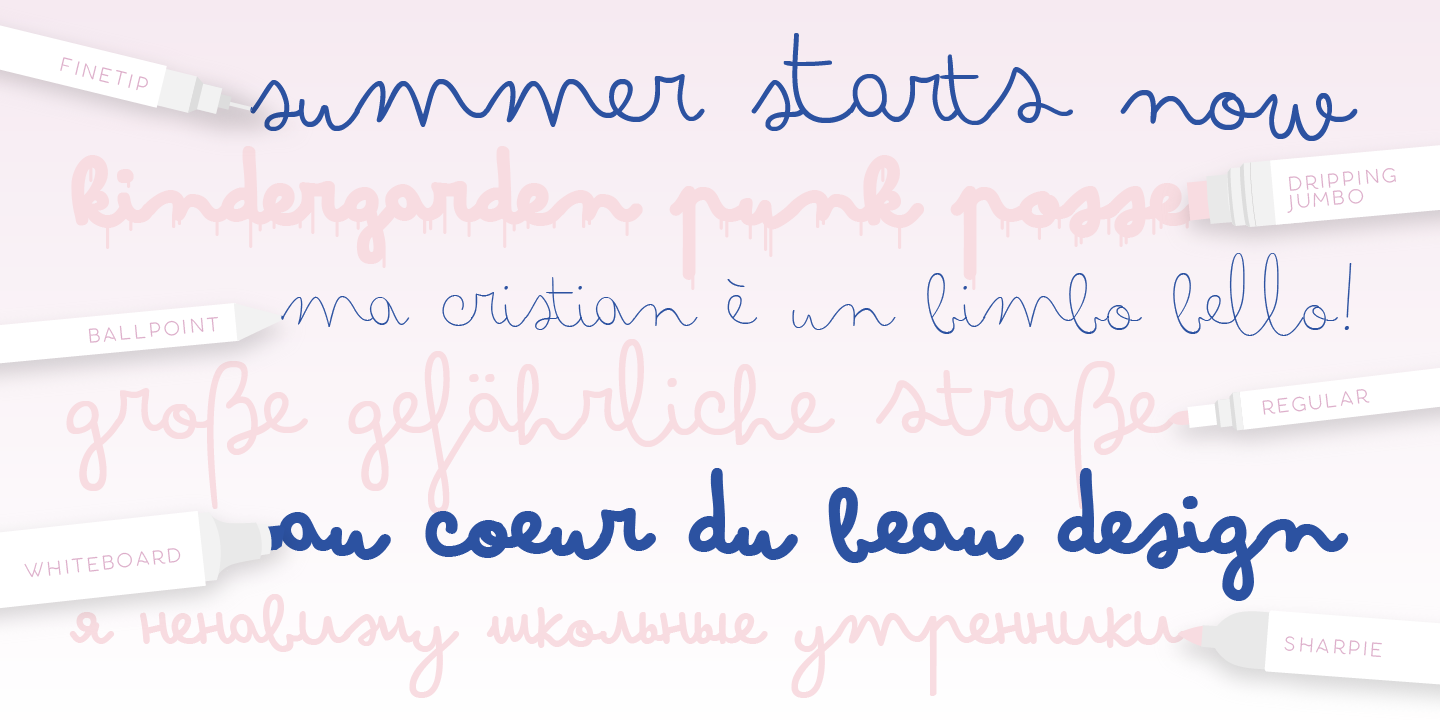 FINETIP
summer starts now
kindergarden punk posse
DRIPPING
JUMBO
BALLPOINT
ma cristian è un bimbo bello!
große gefährliche straße
REGULAR
WHITEBOARD
au coeur du beau design
я ненавижу школьные утренники
SHARPIE